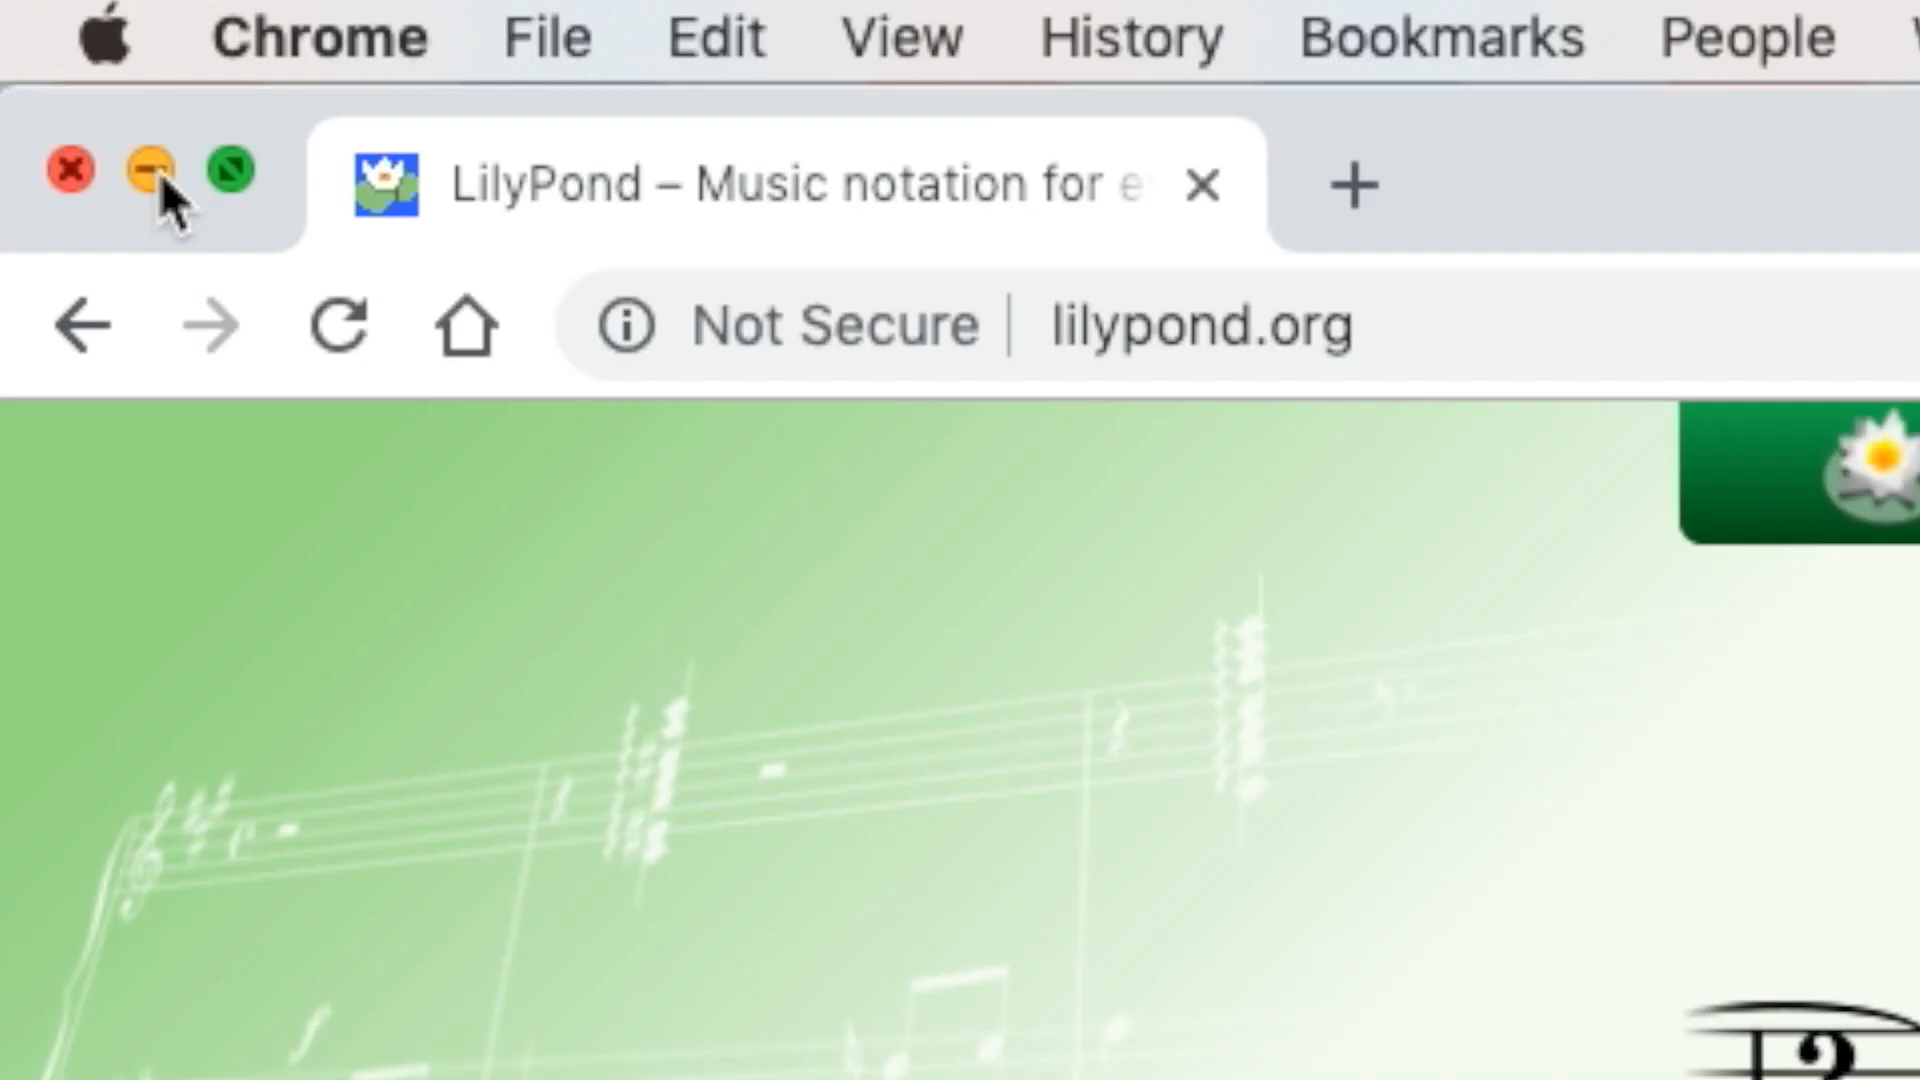 Chrome File Edit View History Bookmarks People
LilyPond – Music notation for
Not Secure lilypond.org